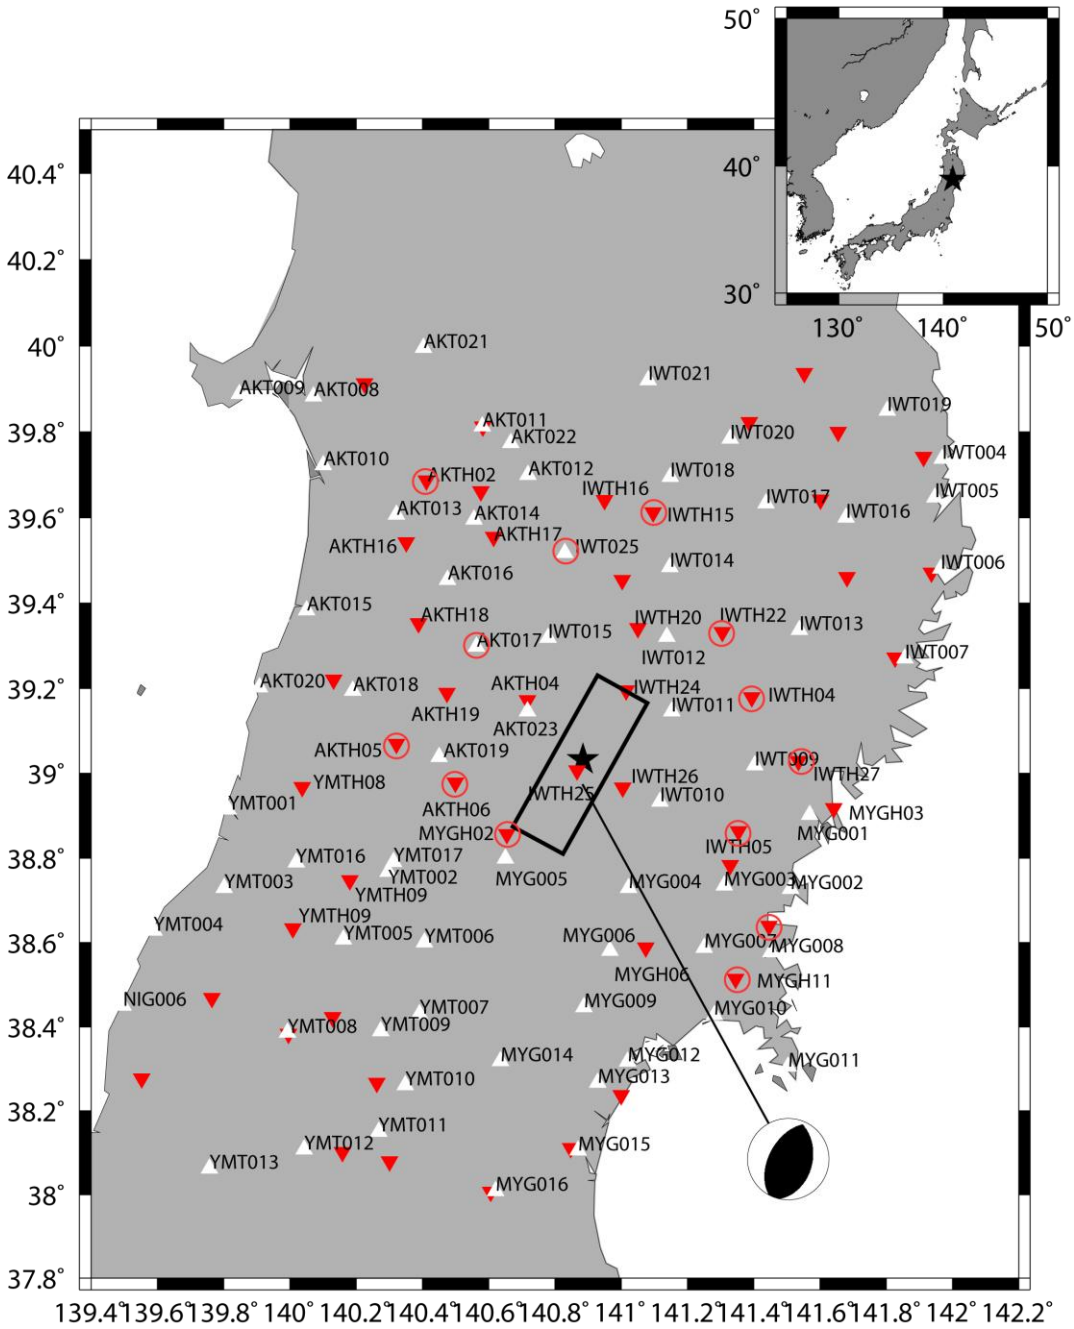 50°
40°
30°
130° 140° 50°
40.4°
40.2°
40°
39.8°
39.6°
39.4°
39.2°
39°
38.8°
38.6°
38.4°
38.2°
38°
37.8°
139.4° 139.6° 139.8° 140° 140.2° 140.4° 140.6° 140.8° 141° 141.2° 141.4° 141.6° 141.8° 142° 142.2°
AKT021
AKT009 AKT008 IWT021
AKT011 IWT019
AKT022 IWT020
AKT010 AKTH02 AKT012 IWT018 IWT004
IWTH16 IWT017 IWT005
AKT013 AKT014 IWTH15 IWT016
AKTH16 AKTH17 IWT025
AKT016 IWT014 IWT006
AKT015 AKTH18 IWTH20 IWTH22 IWT013
AKT017 IWT015 IWT012 IWT007
AKT020 AKT018 AKTH04 IWTH24
AKTH19 AKT023 IWT011 IWTH04
AKTH05 AKT019 IWT009
YMTH08 IWTH25 IWTH26 IWTH27
YMT001 AKTH06 IWT010 MYGH03
MYGH02 IWTH05 MYG001
YMT016 YMT017
YMT003 YMT002 MYG005 MYG004 MYG003 MYG002
YMTH09
YMT004 YMTH09
YMT005 YMT006 MYG006 MYG007 MYG008
MYGH06 MYGH11
NIG006 YMT007 MYG009 MYG010
YMT008 YMT009
MYG014 MYG012 MYG011
YMT010 MYG013
YMT011
YMT012 MYG015
YMT013
MYG016